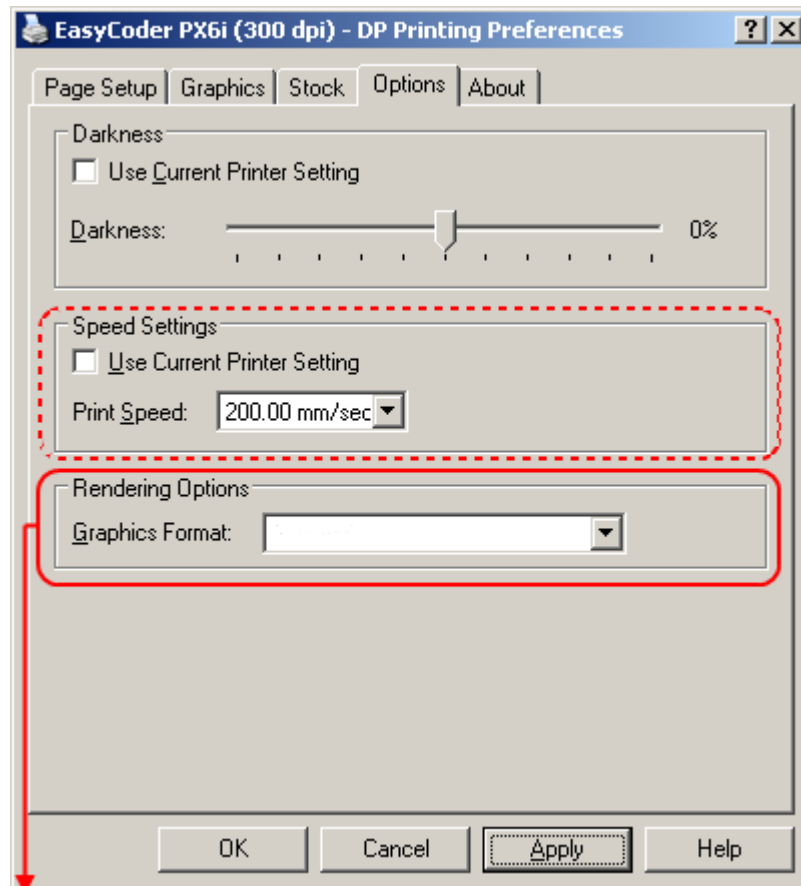 EasyCoder PX6i (300 dpi) - DP Printing Preferences
Page Setup Graphics Stock Options About
Darkness
Use Current Printer Setting
Darkness: 0%
Speed Settings
Use Current Printer Setting
Print Speed: 200.00 mm/sec
Rendering Options
Graphics Format:
OK Cancel Apply Help